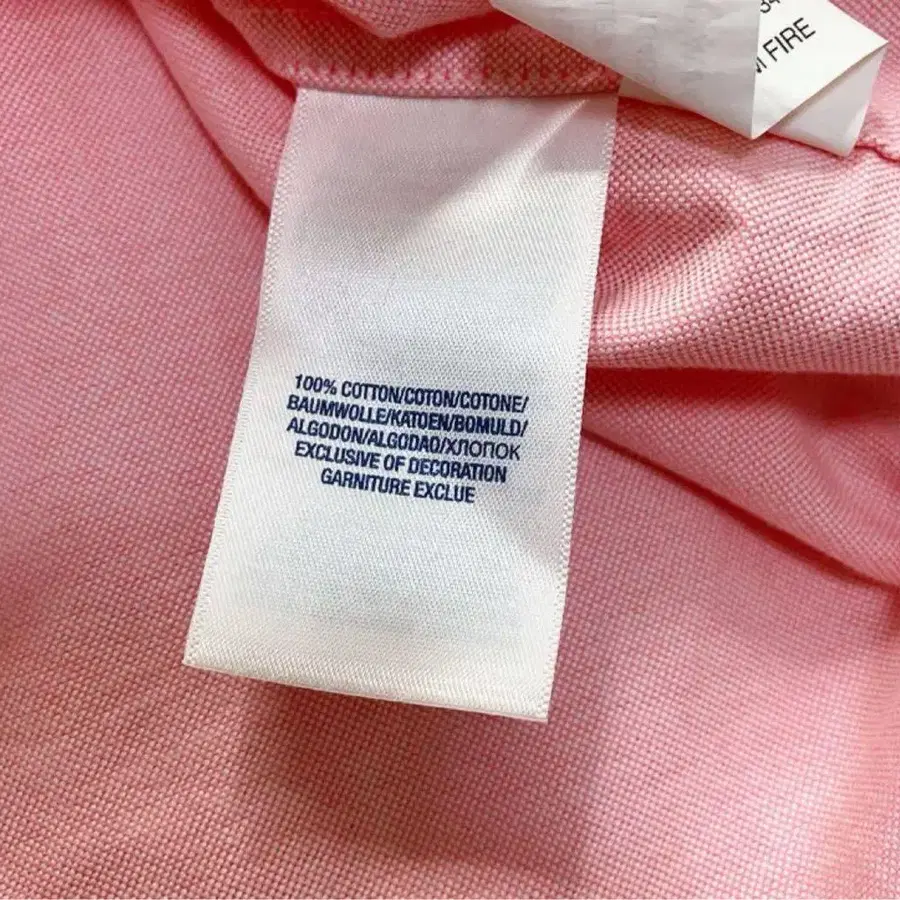 FIRE
100% COTTON/COTON/COTONE/
BAUMWOLLE/KATOEN/BOMULD/
ALGODON/ALGODAO/ХЛОПОК
EXCLUSIVE OF DECORATION
GARNITURE EXCLUE